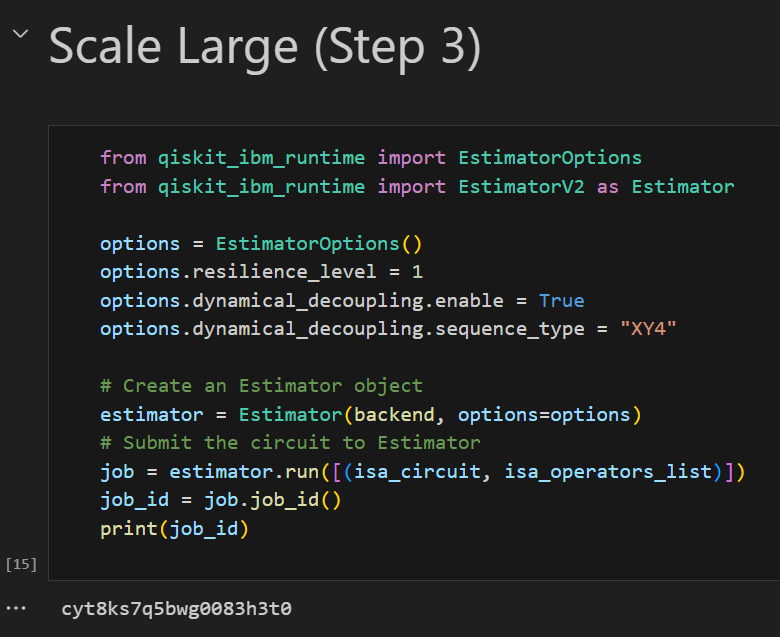 Scale Large (Step 3)
from qiskit_ibm_runtime import EstimatorOptions
from qiskit_ibm_runtime import EstimatorV2 as Estimator
options = EstimatorOptions()
options.resilience_level = 1
options.dynamical_decoupling.enable = True
options.dynamical_decoupling.sequence_type = "XY4"
# Create an Estimator object
estimator = Estimator(backend, options=options)
# Submit the circuit to Estimator
job = estimator.run([(isa_circuit, isa_operators_list)])
job_id = job.job_id()
print(job_id)
[15]
... cyt8ks7q5bwg0083h3t0